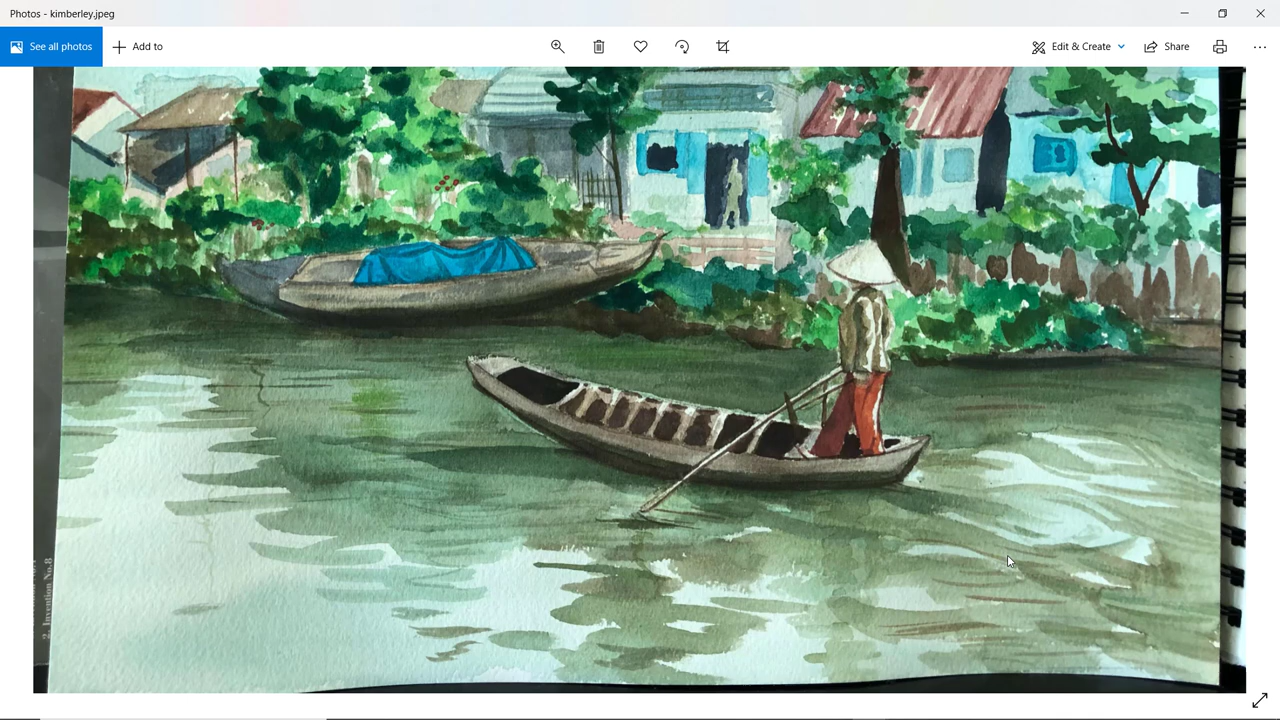 Photos - kimberley.jpeg
See all photos
Add to
Edit & Create
Share
2. Invention No.8